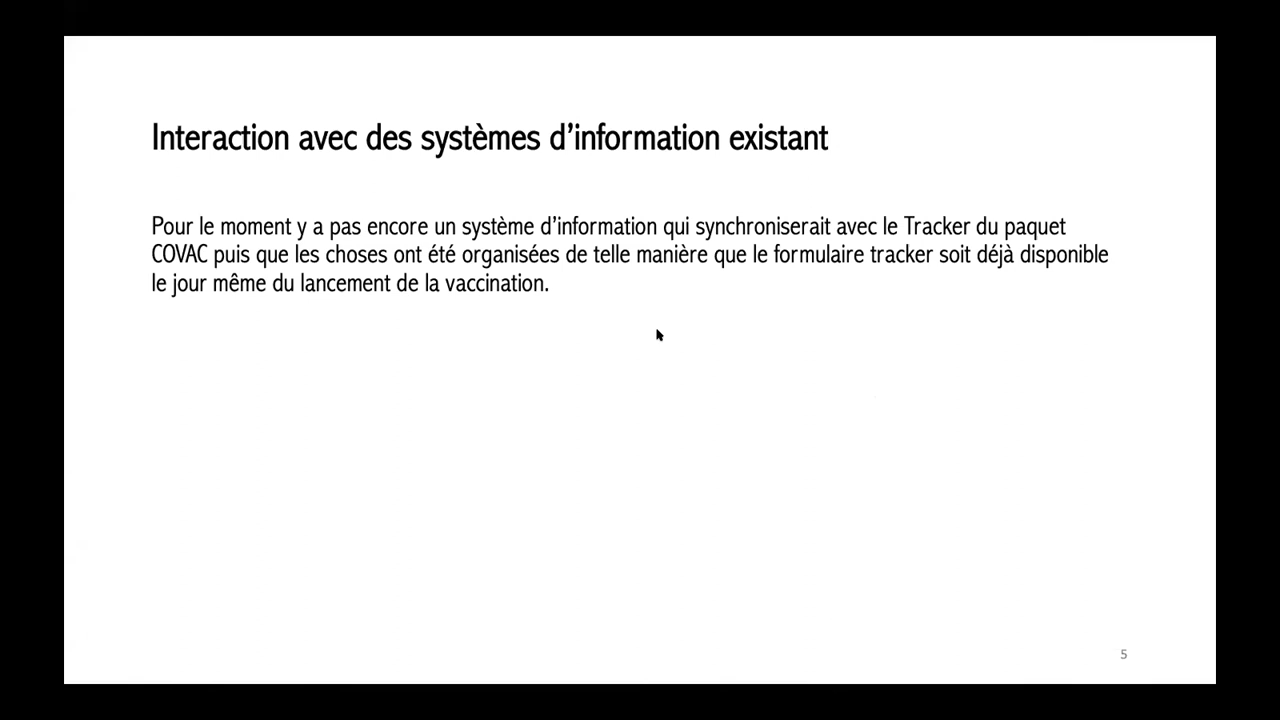 Interaction avec des systèmes d’information existant
Pour le moment y a pas encore un système d’information qui synchroniserait avec le Tracker du paquet
COVAC puis que les choses ont été organisées de telle manière que le formulaire tracker soit déjà disponible
le jour même du lancement de la vaccination.
5